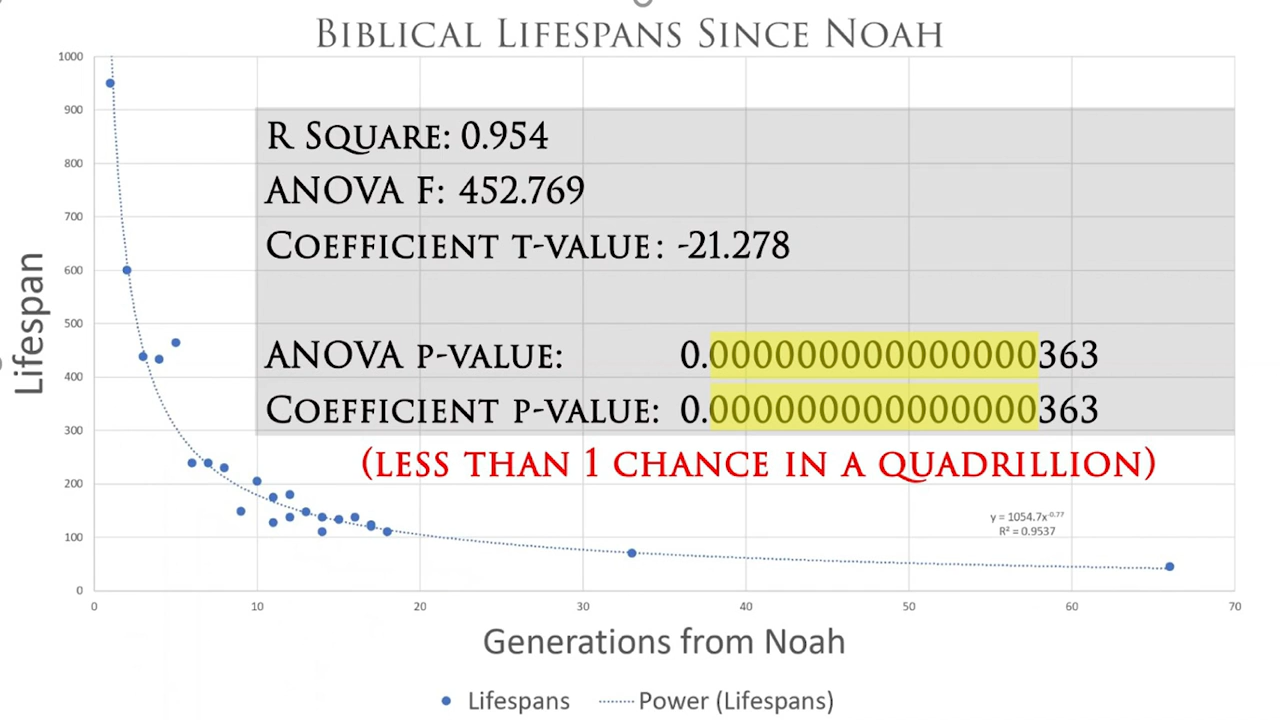 BIBLICAL LIFESPANS SINCE NOAH
1000
900
800
700
600
500
400
300
200
100
0
Lifespan
R SQUARE: 0.954
ANOVA F: 452.769
COEFFICIENT T-VALUE: -21.278
ANOVA P-VALUE: 0.000000000000000363
COEFFICIENT P-VALUE: 0.000000000000000363
(LESS THAN 1 CHANCE IN A QUADRILLION)
y = 1054.7x^-0.77
R² = 0.9537
0 10 20 30 40 50 60 70
Generations from Noah
Lifespans Power (Lifespans)